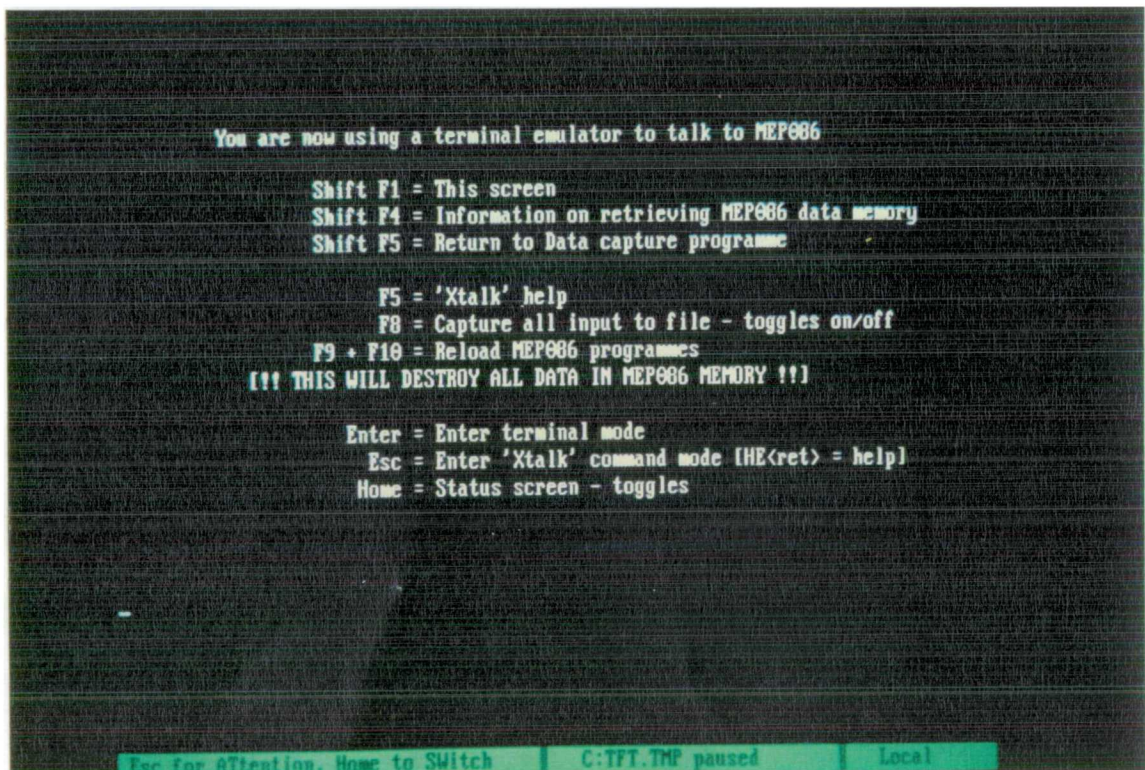 You are now using a terminal emulator to talk to MEP086
Shift F1 = This screen
Shift F4 = Information on retrieving MEP086 data memory
Shift F5 = Return to Data capture programme
F5 = 'Xtalk' help
F8 = Capture all input to file - toggles on/off
F9 + F10 = Reload MEP086 programmes
[!! THIS WILL DESTROY ALL DATA IN MEP086 MEMORY !!]
Enter = Enter terminal mode
Esc = Enter 'Xtalk' command mode [HE<ret> = help]
Home = Status screen - toggles
Esc for ATtention, Home to SWitch | C:TFT.TMP paused | Local